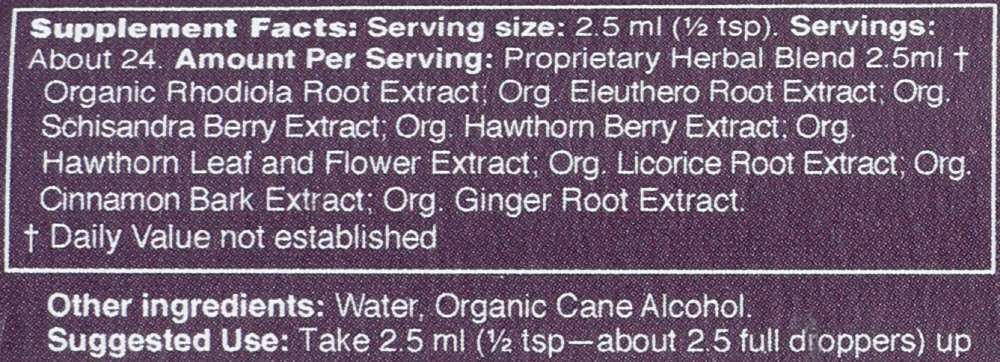 Supplement Facts: Serving size: 2.5 ml (½ tsp). Servings:
About 24. Amount Per Serving: Proprietary Herbal Blend 2.5ml †
Organic Rhodiola Root Extract; Org. Eleuthero Root Extract; Org.
Schisandra Berry Extract; Org. Hawthorn Berry Extract; Org.
Hawthorn Leaf and Flower Extract; Org. Licorice Root Extract; Org.
Cinnamon Bark Extract; Org. Ginger Root Extract.
† Daily Value not established
Other ingredients: Water, Organic Cane Alcohol.
Suggested Use: Take 2.5 ml (½ tsp—about 2.5 full droppers) up